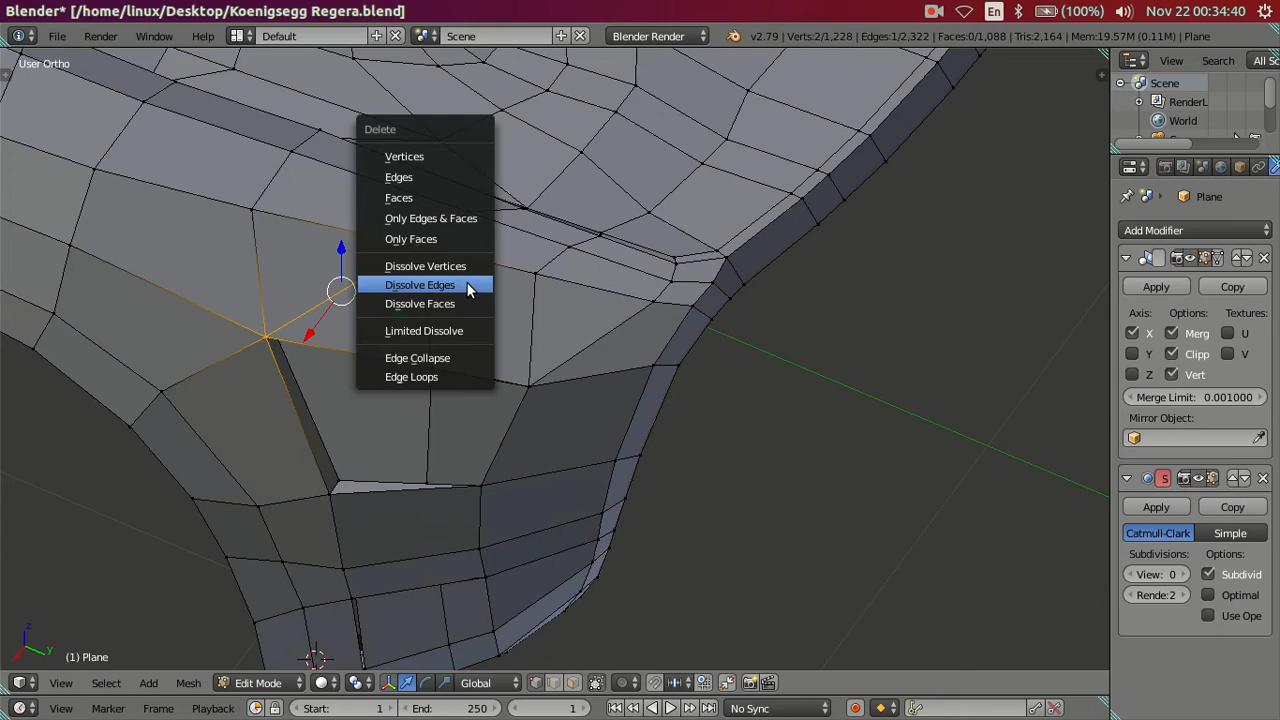 Blender* [/home/linux/Desktop/Koenigsegg Regera.blend]
En
(100%)
Nov 22 00:34:40
File
Render
Window
Help
Default
Scene
Blender Render
v2.79 | Verts:2/1,228 | Edges:1/2,322 | Faces:0/1,088 | Tris:2,164 | Mem:19.57M (0.11M) | Plane
User Ortho
View
Search
All Sc
Scene
RenderL
World
Plane
Add Modifier
Apply
Copy
Axis:
Textures:
X
Merg
U
Y
Clipp
V
Z
Vert
Merge Limit: 0.001000
Mirror Object:
S
Apply
Copy
Catmull-Clark
Simple
Subdivisions:
Options:
View: 0
Subdivid
Rende:2
Optimal
Use Ope
Delete
Vertices
Edges
Faces
Only Edges & Faces
Only Faces
Dissolve Vertices
Dissolve Edges
Dissolve Faces
Limited Dissolve
Edge Collapse
Edge Loops
z
y
(1) Plane
View
Select
Add
Mesh
Edit Mode
Global
View
Marker
Frame
Playback
Start: 1
End: 250
1
No Sync